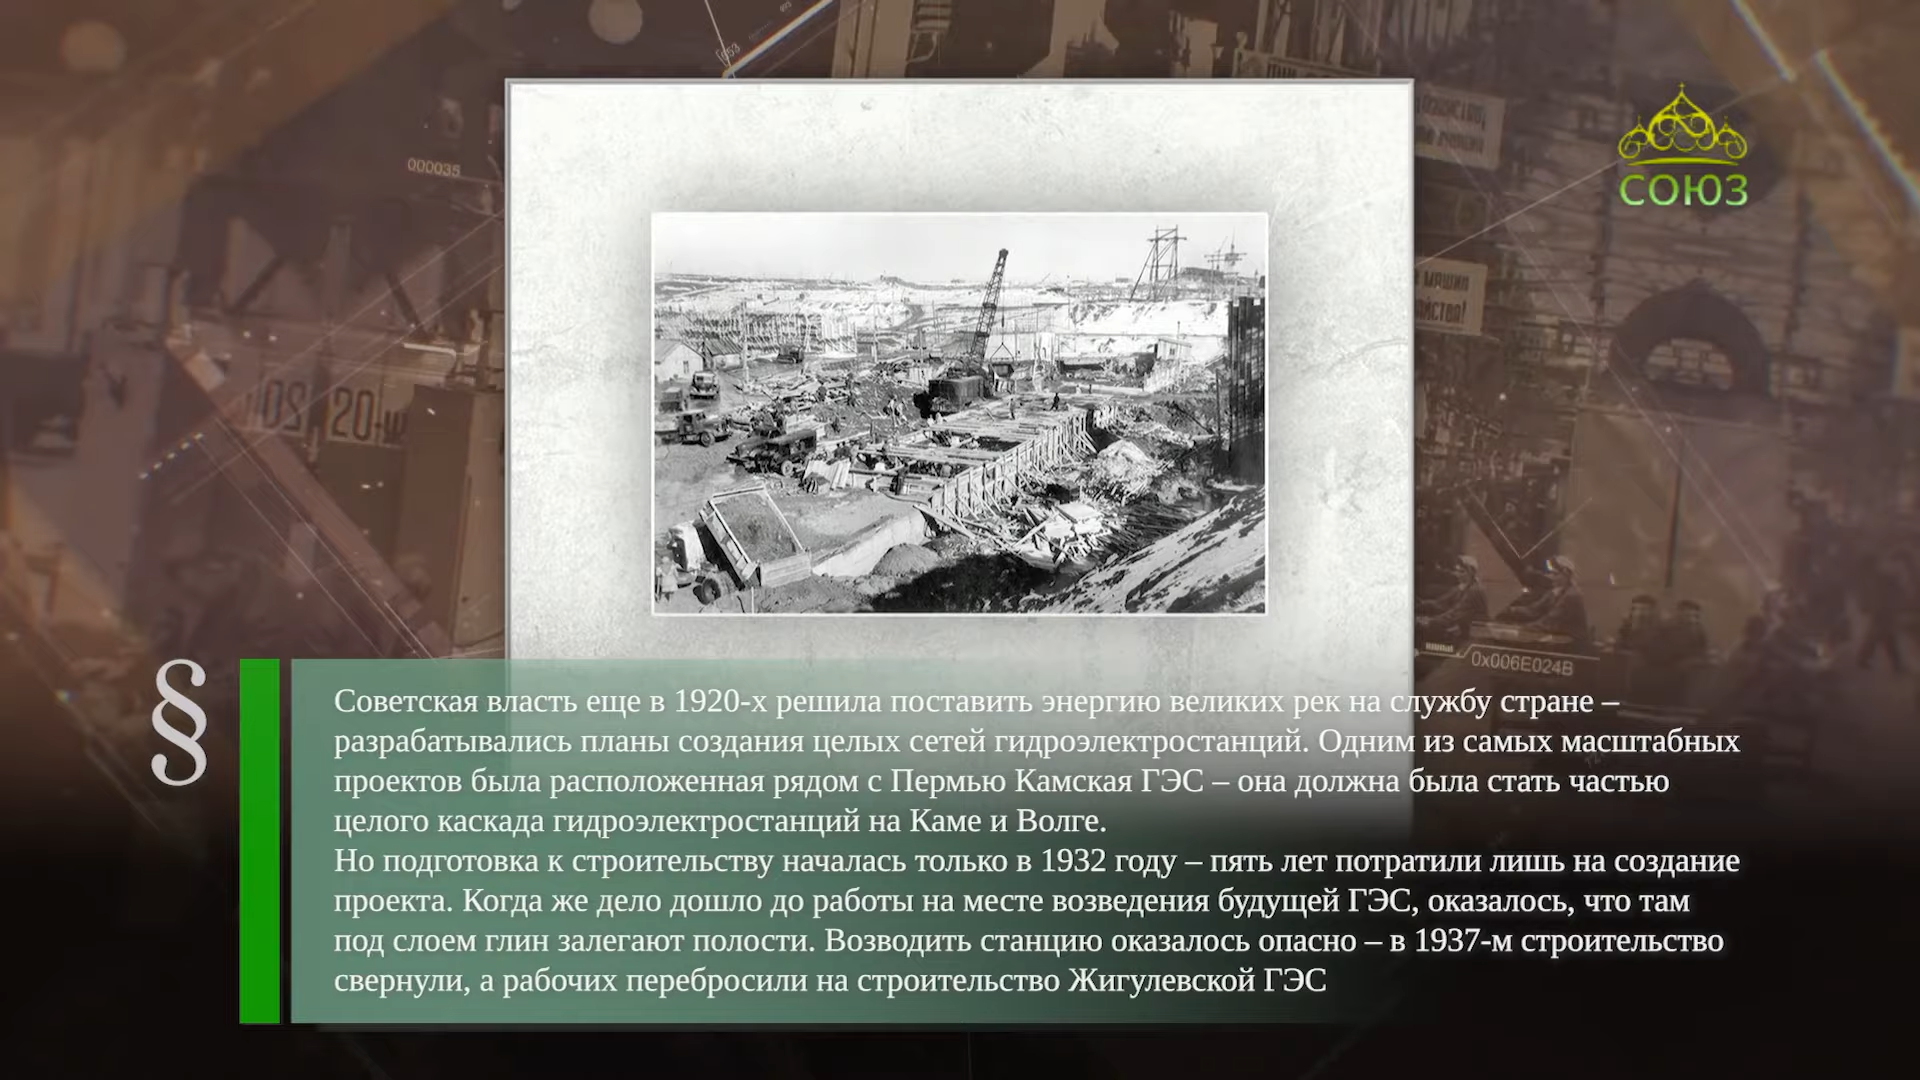 000035
СОЮЗ
20-Ш
0x006E024B
§
Советская власть еще в 1920-х решила поставить энергию великих рек на службу стране –
разрабатывались планы создания целых сетей гидроэлектростанций. Одним из самых масштабных
проектов была расположенная рядом с Пермью Камская ГЭС – она должна была стать частью
целого каскада гидроэлектростанций на Каме и Волге.
Но подготовка к строительству началась только в 1932 году – пять лет потратили лишь на создание
проекта. Когда же дело дошло до работы на месте возведения будущей ГЭС, оказалось, что там
под слоем глин залегают полости. Возводить станцию оказалось опасно – в 1937-м строительство
свернули, а рабочих перебросили на строительство Жигулевской ГЭС